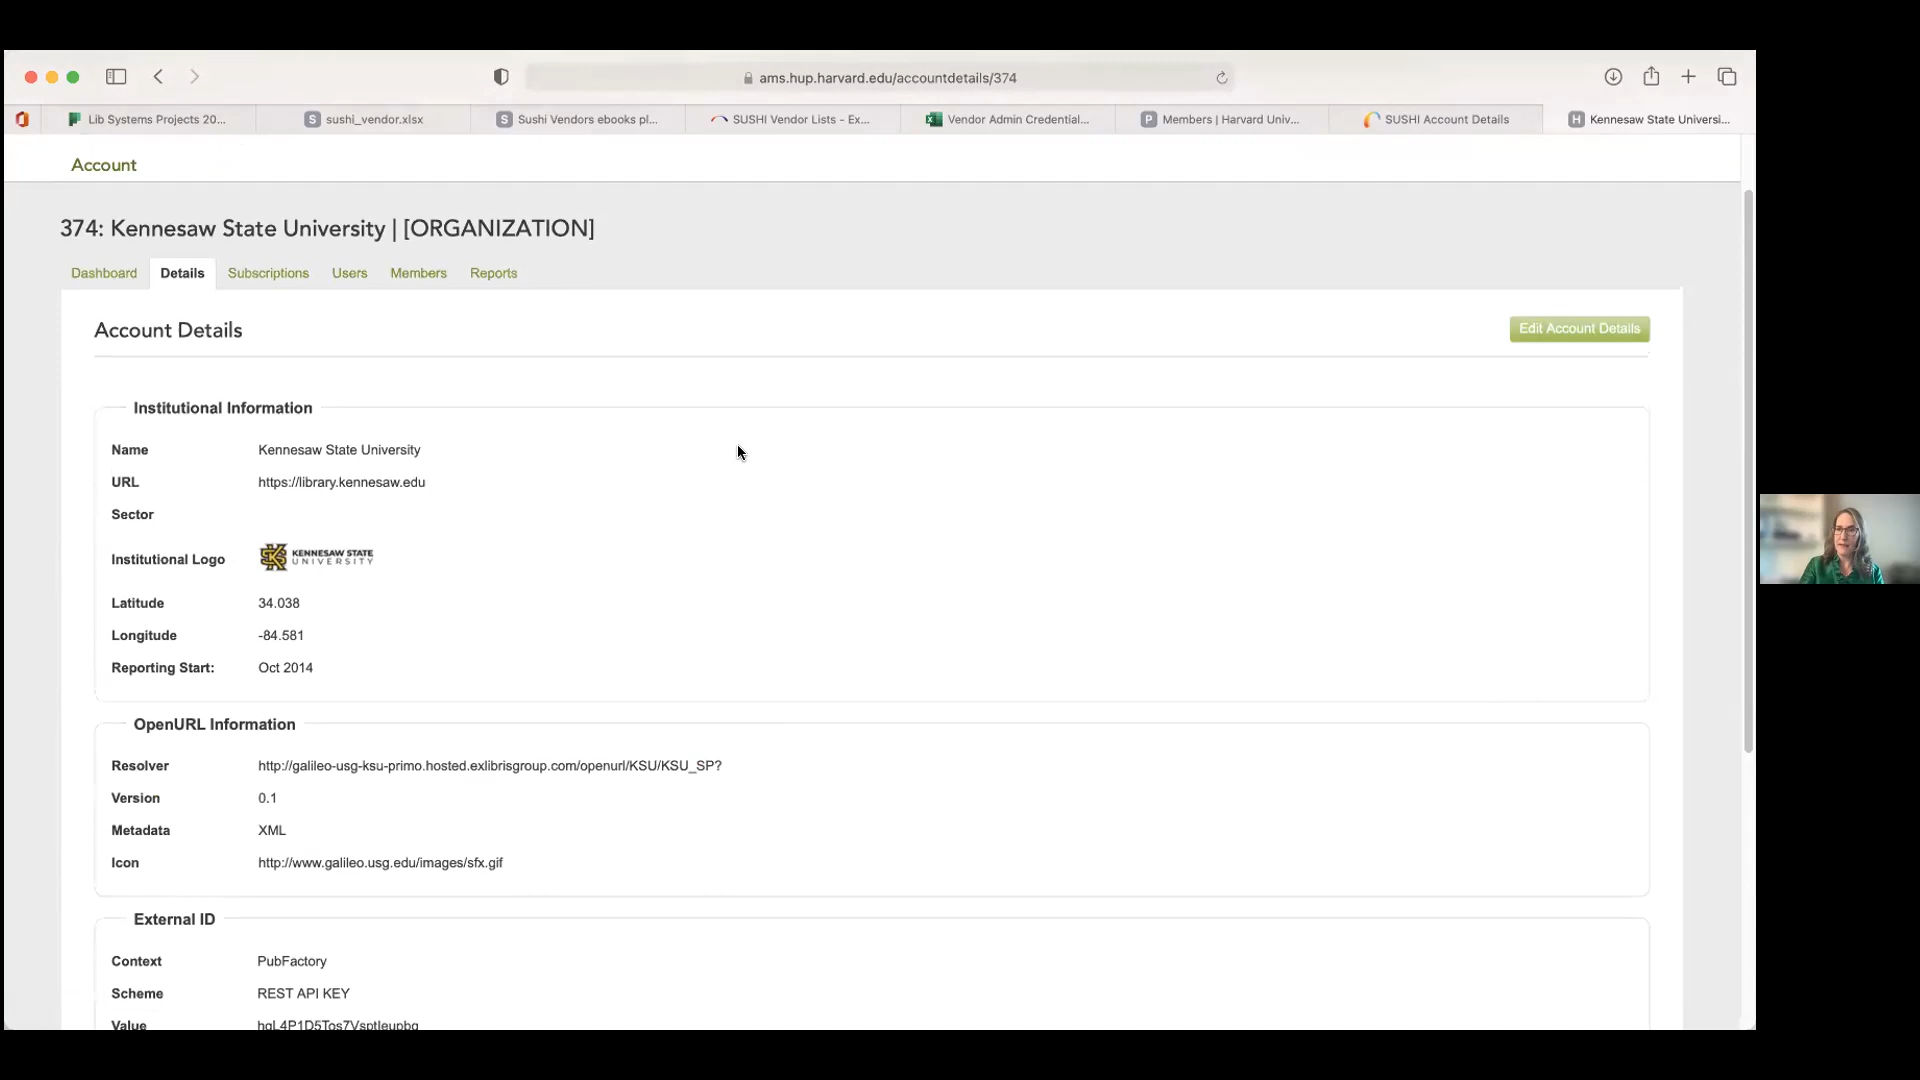 ams.hup.harvard.edu/accountdetails/374
Lib Systems Projects 20...
sushi_vendor.xlsx
Sushi Vendors ebooks pl...
SUSHI Vendor Lists - Ex...
Vendor Admin Credential...
Members | Harvard Univ...
SUSHI Account Details
Kennesaw State Universi...
Account
374: Kennesaw State University | [ORGANIZATION]
Dashboard Details Subscriptions Users Members Reports
Account Details
Edit Account Details
Institutional Information
Name Kennesaw State University
URL https://library.kennesaw.edu
Sector
Institutional Logo KENNESAW STATE
UNIVERSITY
Latitude 34.038
Longitude -84.581
Reporting Start: Oct 2014
OpenURL Information
Resolver http://galileo-usg-ksu-primo.hosted.exlibrisgroup.com/openurl/KSU/KSU_SP?
Version 0.1
Metadata XML
Icon http://www.galileo.usg.edu/images/sfx.gif
External ID
Context PubFactory
Scheme REST API KEY
Value